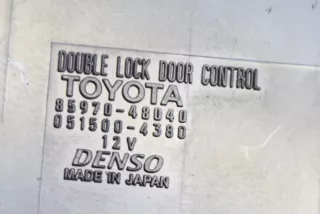 DOUBLE LOCK DOOR CONTROL
TOYOTA
85970-48040
051500-4380
12V
DENSO
MADE IN JAPAN